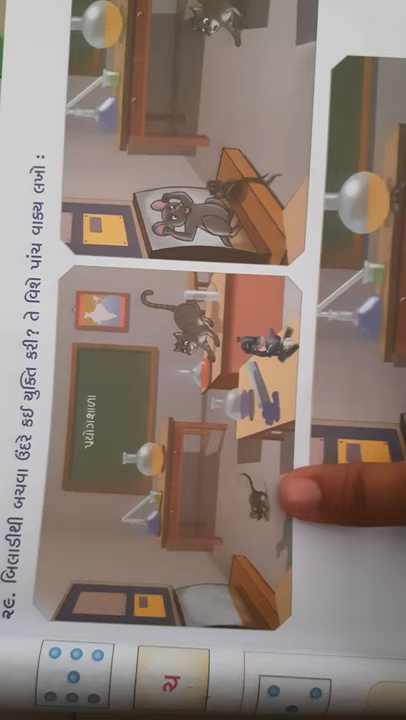 ૨૯. બિલાડીથી બચવા ઉંદરે કઈ યુક્તિ કરી? તે વિશે પાંચ વાક્ય લખો :
પ્રયોગશાળા
ચ